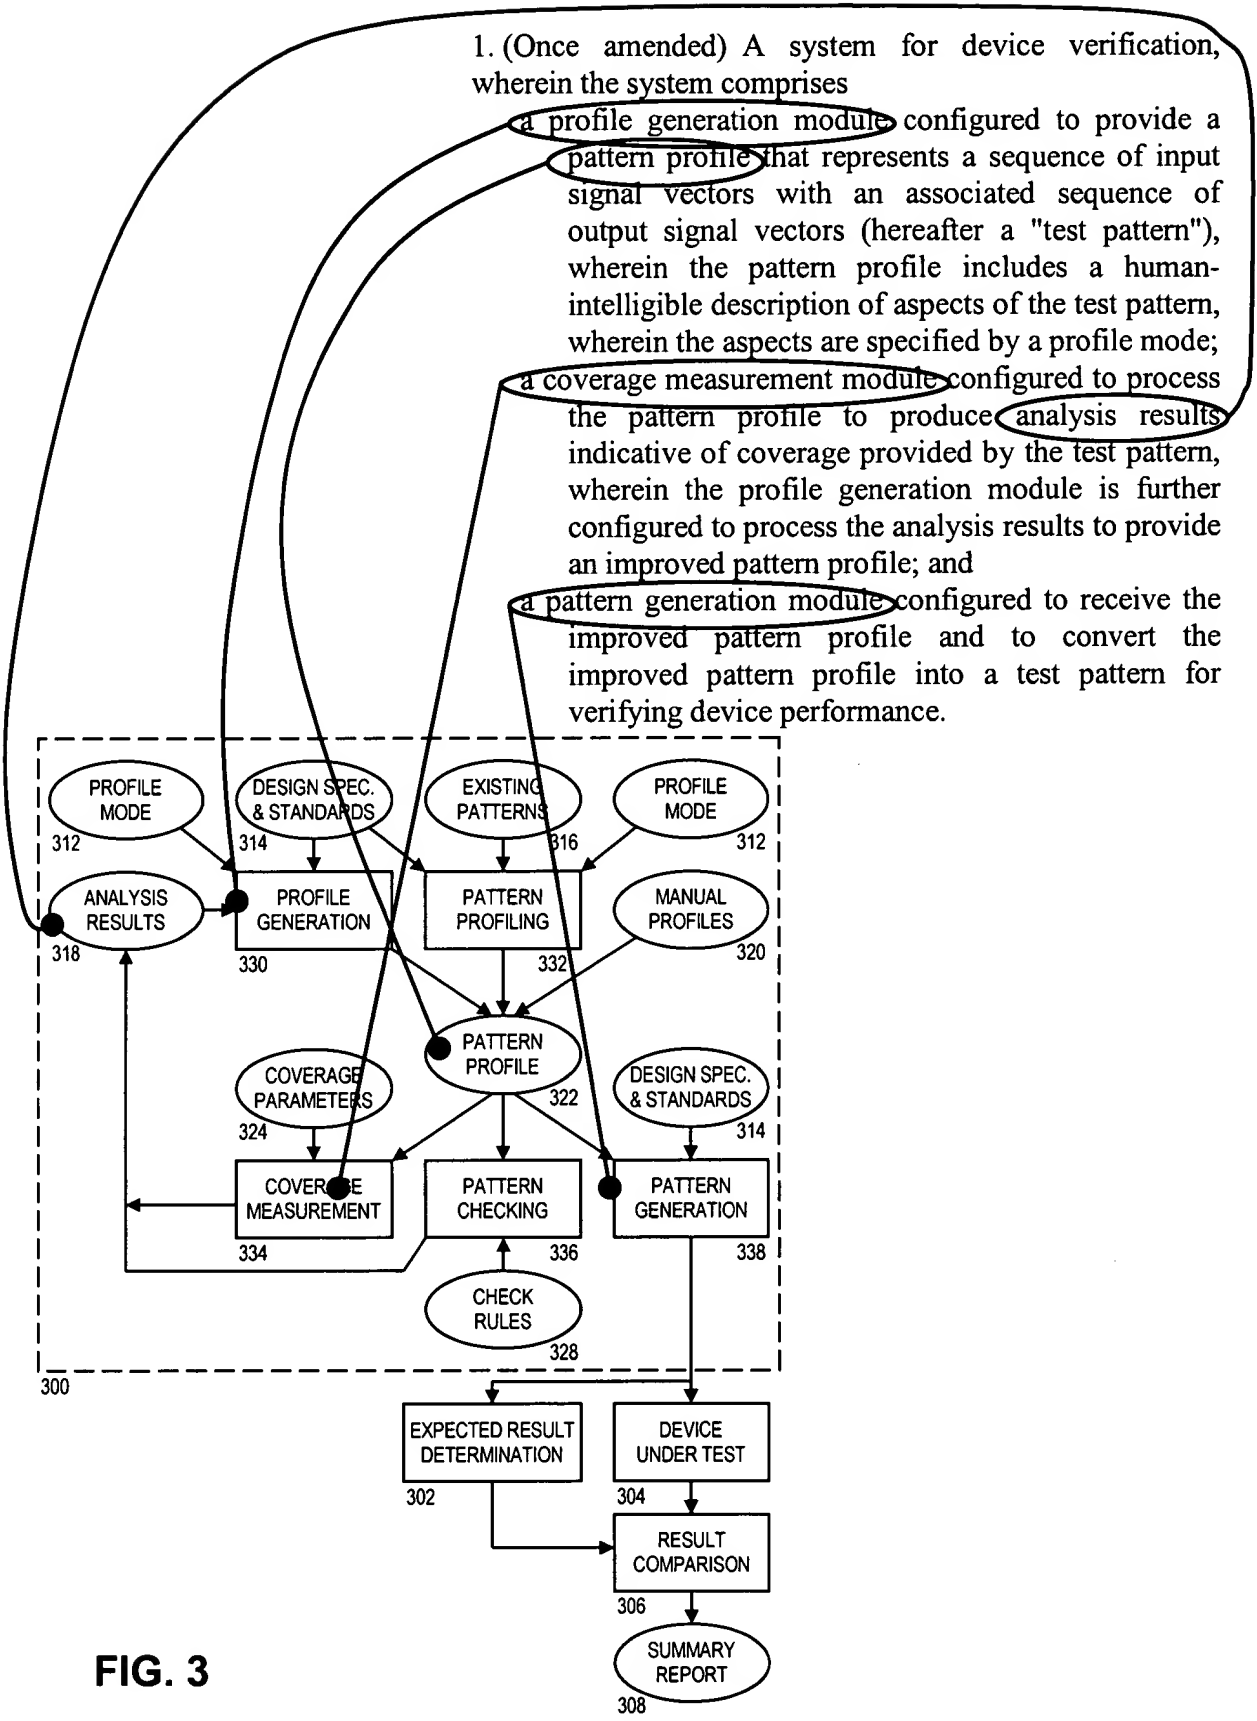 1. (Once amended) A system for device verification,
wherein the system comprises
a profile generation module configured to provide a
pattern profile that represents a sequence of input
signal vectors with an associated sequence of
output signal vectors (hereafter a "test pattern"),
wherein the pattern profile includes a human-
intelligible description of aspects of the test pattern,
wherein the aspects are specified by a profile mode;
a coverage measurement module configured to process
the pattern profile to produce analysis results
indicative of coverage provided by the test pattern,
wherein the profile generation module is further
configured to process the analysis results to provide
an improved pattern profile; and
a pattern generation module configured to receive the
improved pattern profile and to convert the
improved pattern profile into a test pattern for
verifying device performance.
PROFILE
MODE
312
DESIGN SPEC.
& STANDARDS
314
EXISTING
PATTERNS
316
PROFILE
MODE
312
ANALYSIS
RESULTS
318
PROFILE
GENERATION
330
PATTERN
PROFILING
332
MANUAL
PROFILES
320
PATTERN
PROFILE
322
COVERAGE
PARAMETERS
324
DESIGN SPEC.
& STANDARDS
314
COVERAGE
MEASUREMENT
334
PATTERN
CHECKING
336
PATTERN
GENERATION
338
CHECK
RULES
328
300
EXPECTED RESULT
DETERMINATION
302
DEVICE
UNDER TEST
304
RESULT
COMPARISON
306
SUMMARY
REPORT
308
FIG. 3